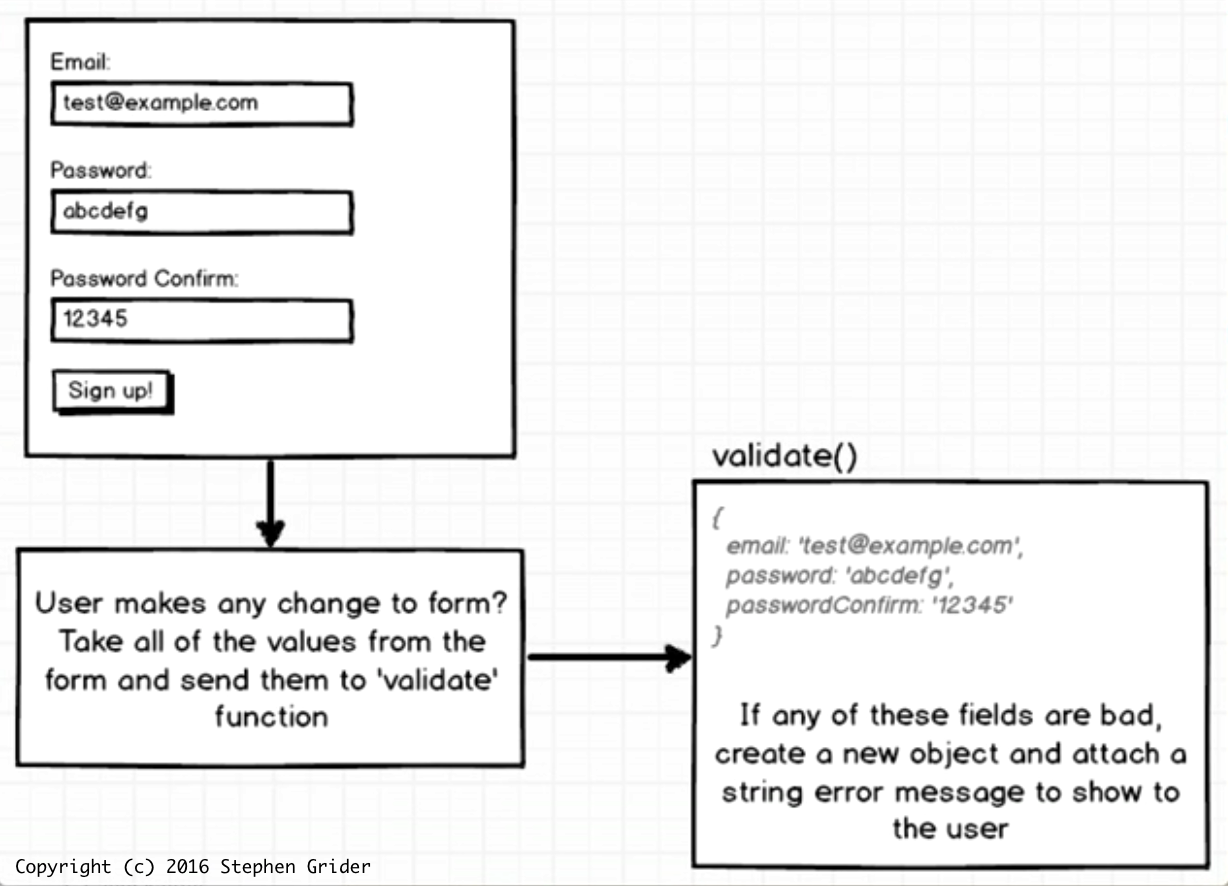 Email:
test@example.com
Password:
abcdefg
Password Confirm:
12345
Sign up!
User makes any change to form?
Take all of the values from the
form and send them to 'validate'
function
validate()
{
email: 'test@example.com',
password: 'abcdefg',
passwordConfirm: '12345'
}
If any of these fields are bad,
create a new object and attach a
string error message to show to
the user
Copyright (c) 2016 Stephen Grider